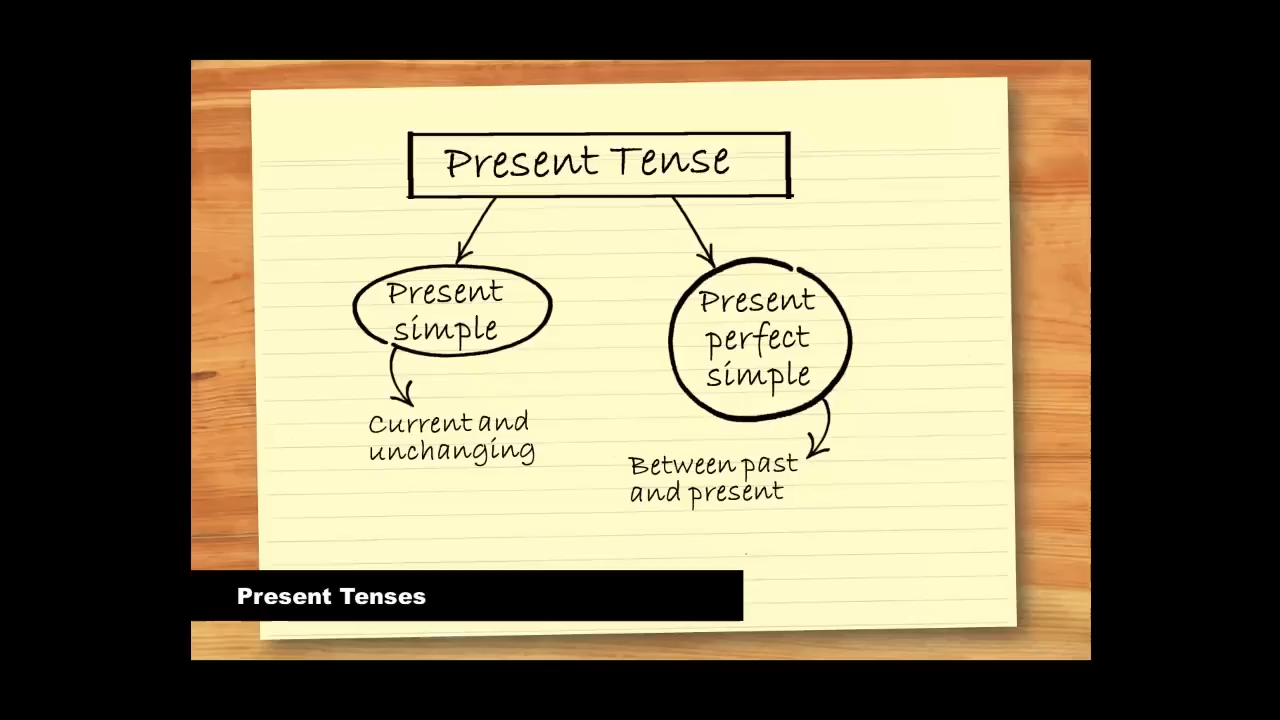 Present Tense
Present
simple
Present
perfect
simple
Current and
unchanging
Between past
and present
Present Tenses